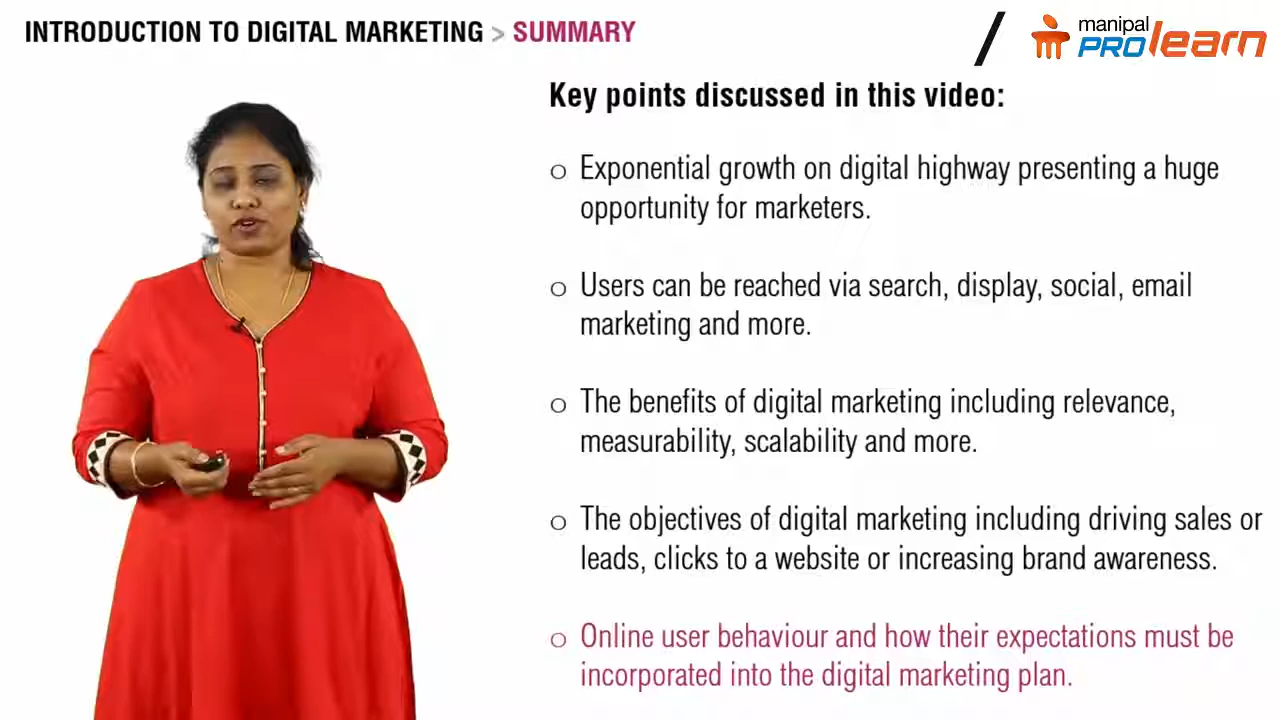 INTRODUCTION TO DIGITAL MARKETING > SUMMARY
manipal
PROlearn
Key points discussed in this video:
o Exponential growth on digital highway presenting a huge
opportunity for marketers.
o Users can be reached via search, display, social, email
marketing and more.
o The benefits of digital marketing including relevance,
measurability, scalability and more.
o The objectives of digital marketing including driving sales or
leads, clicks to a website or increasing brand awareness.
o Online user behaviour and how their expectations must be
incorporated into the digital marketing plan.